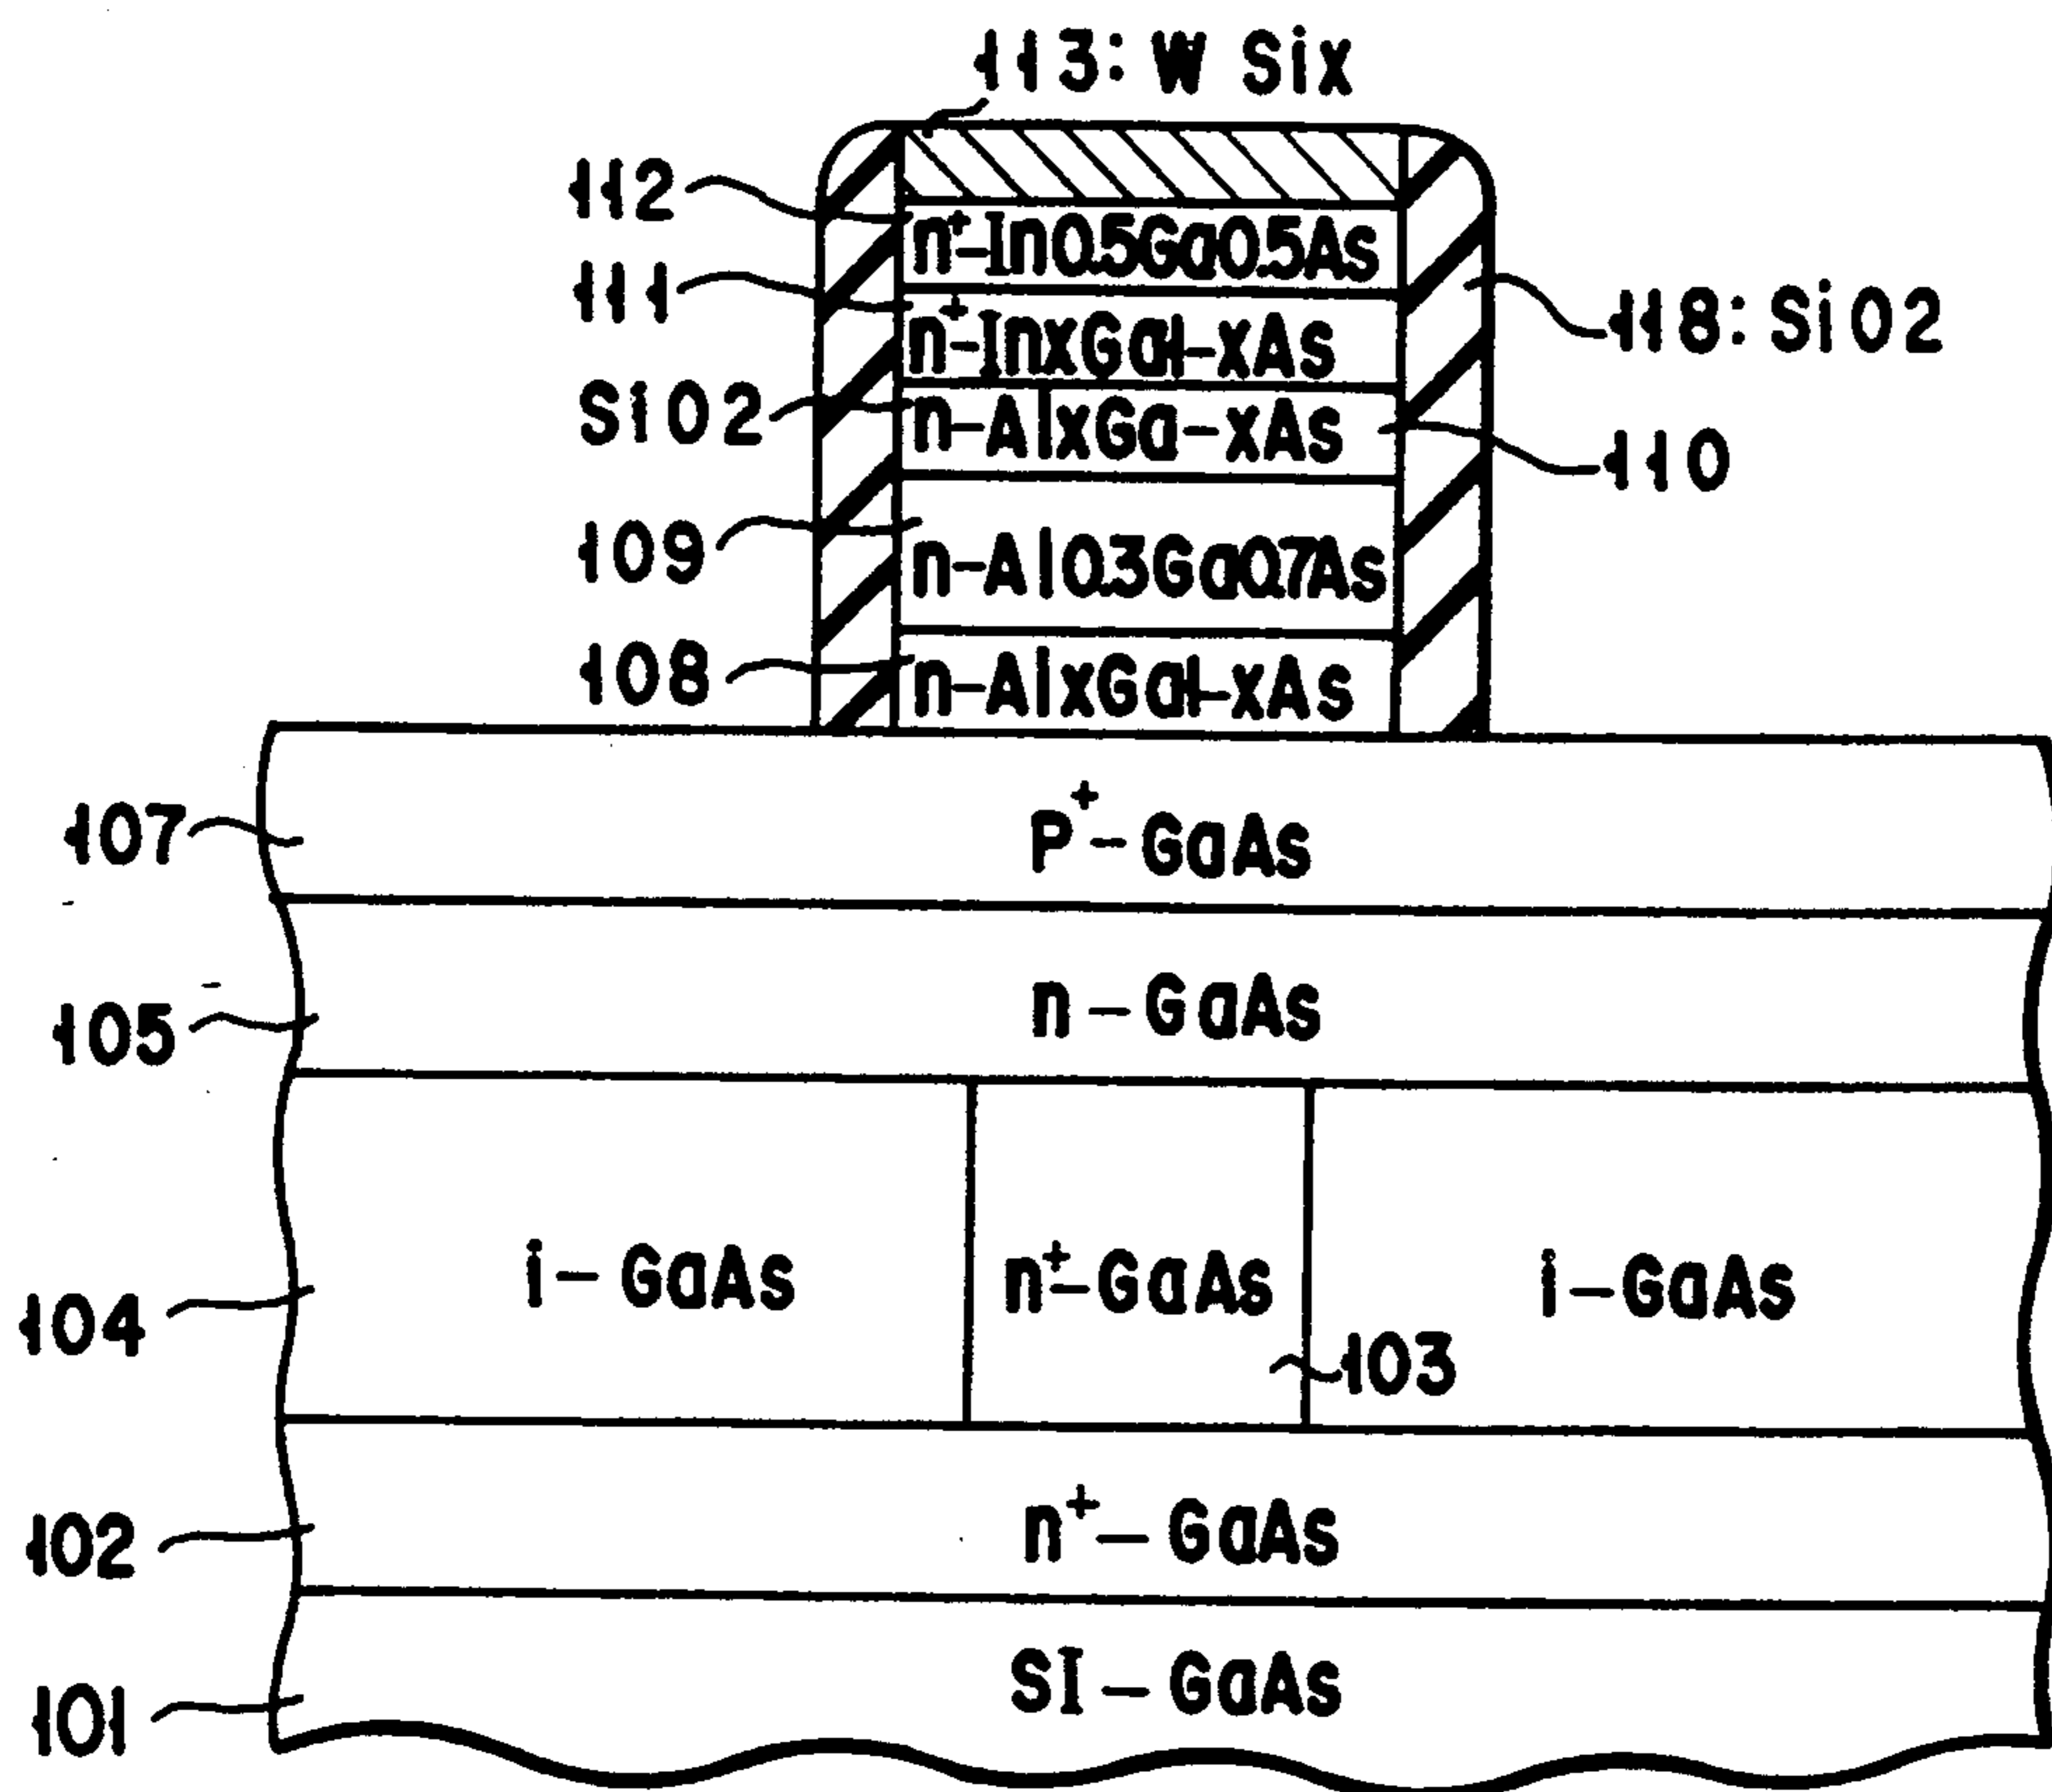 113: W Six
112
n+-In0.5Ga0.5As
111
n+-InxGa1-xAs
118: SiO2
SiO2
n-AlxGa-xAs
110
109
n-Al0.3Ga0.7As
108
n-AlxGa1-xAs
107
P+-GaAs
105
n-GaAs
104
i-GaAs
n+-GaAs
i-GaAs
103
102
n+-GaAs
101
SI-GaAs